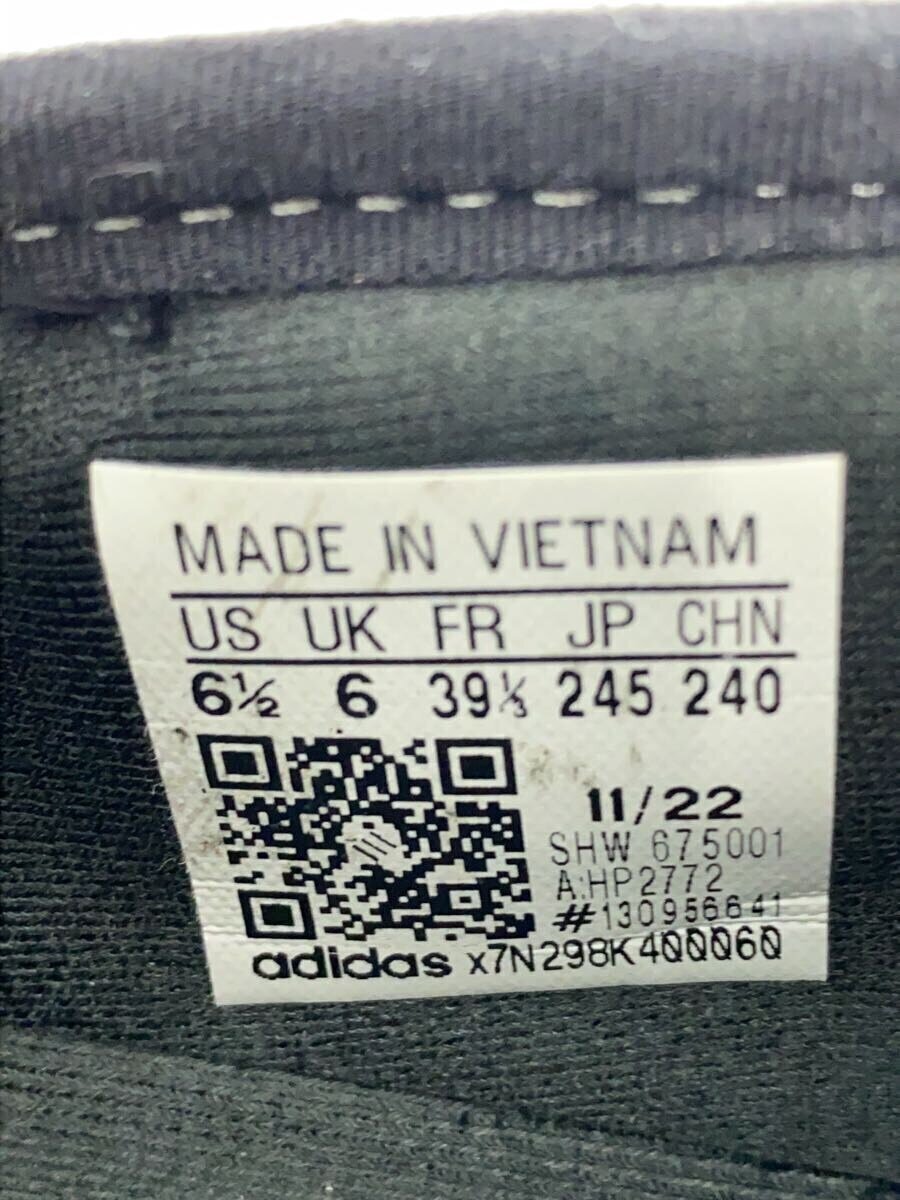 MADE IN VIETNAM
US UK FR JP CHN
6½ 6 39⅓ 245 240
11/22
SHW 675001
A:HP2772
#130956641
adidas x7N298K400060